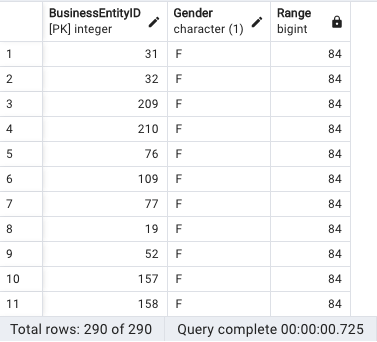 BusinessEntityID Gender Range
[PK] integer character (1) bigint
1 31 F 84
2 32 F 84
3 209 F 84
4 210 F 84
5 76 F 84
6 109 F 84
7 77 F 84
8 19 F 84
9 52 F 84
10 157 F 84
11 158 F 84
Total rows: 290 of 290 Query complete 00:00:00.725